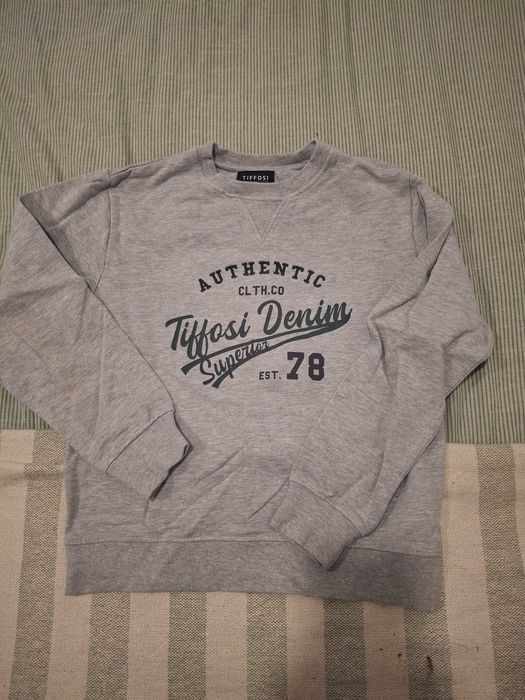 TIFFOSI
AUTHENTIC
CLTH.CO
Tiffosi Denim
Superior
EST. 78